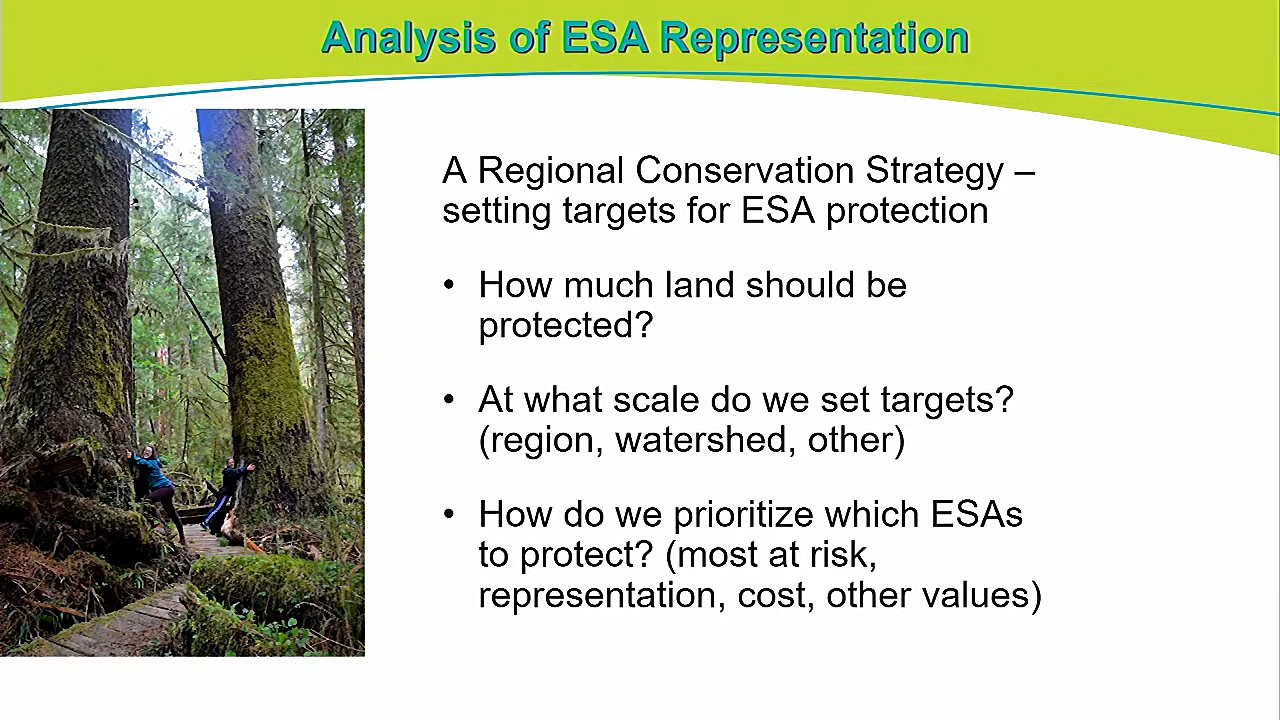 Analysis of ESA Representation
A Regional Conservation Strategy –
setting targets for ESA protection
• How much land should be
protected?
• At what scale do we set targets?
(region, watershed, other)
• How do we prioritize which ESAs
to protect? (most at risk,
representation, cost, other values)